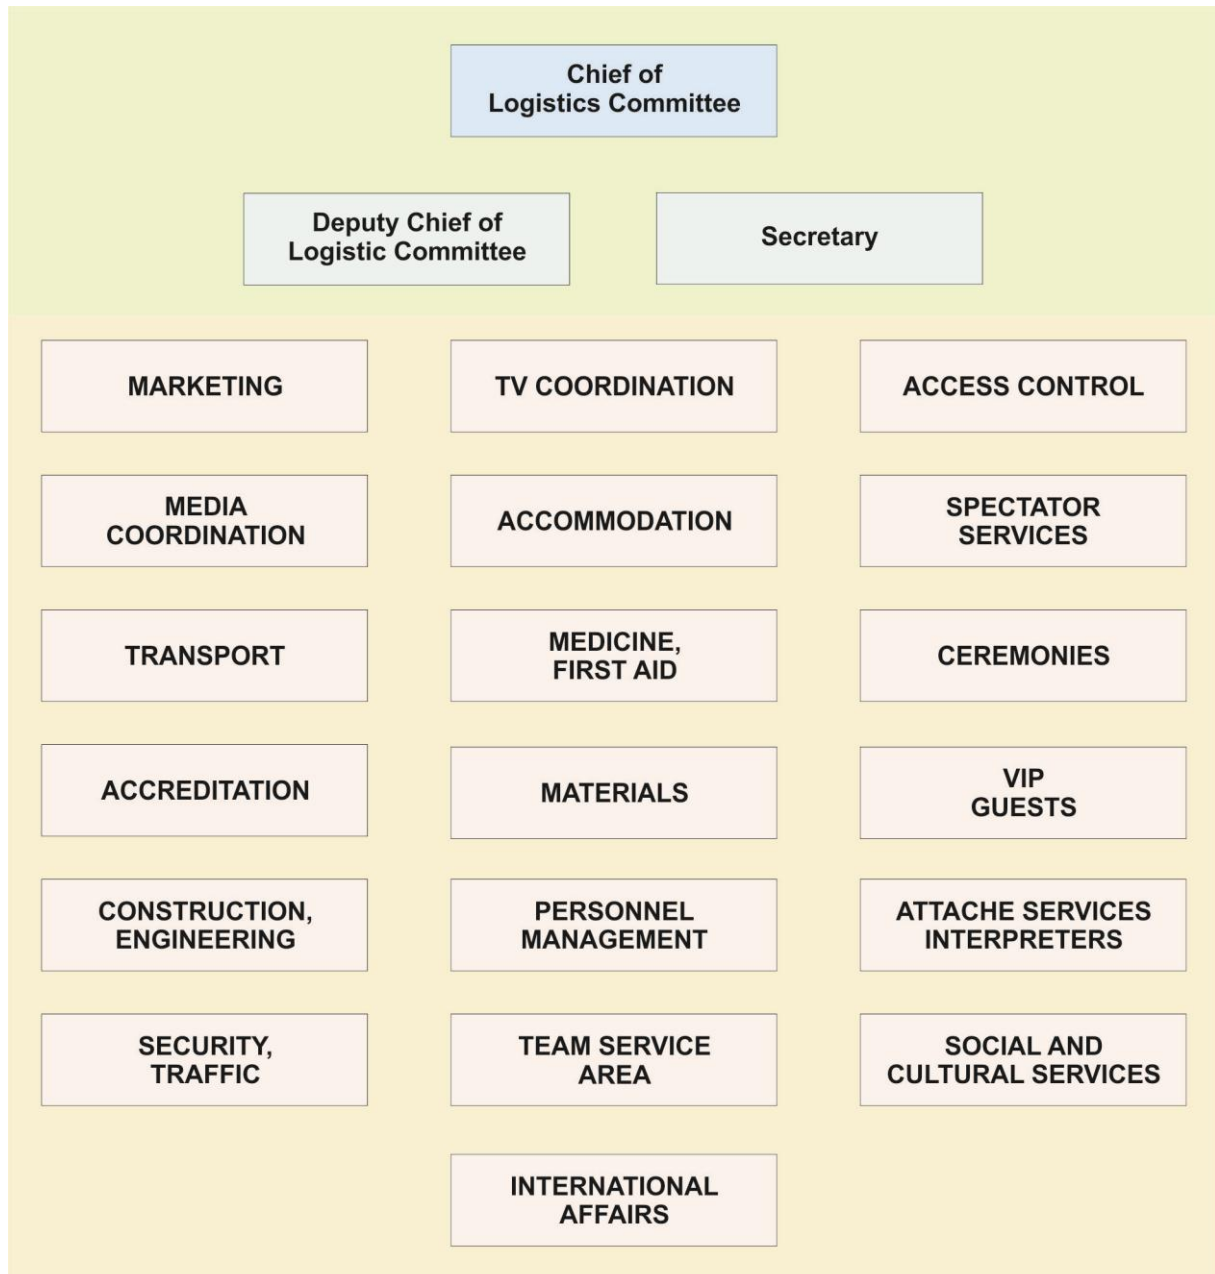 Chief of
Logistics Committee
Deputy Chief of
Logistic Committee
Secretary
MARKETING
TV COORDINATION
ACCESS CONTROL
MEDIA
COORDINATION
ACCOMMODATION
SPECTATOR
SERVICES
TRANSPORT
MEDICINE,
FIRST AID
CEREMONIES
ACCREDITATION
MATERIALS
VIP
GUESTS
CONSTRUCTION,
ENGINEERING
PERSONNEL
MANAGEMENT
ATTACHE SERVICES
INTERPRETERS
SECURITY,
TRAFFIC
TEAM SERVICE
AREA
SOCIAL AND
CULTURAL SERVICES
INTERNATIONAL
AFFAIRS